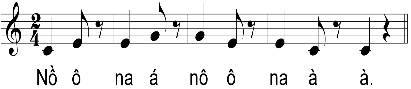 Nồ ô na á nô ô na à à.